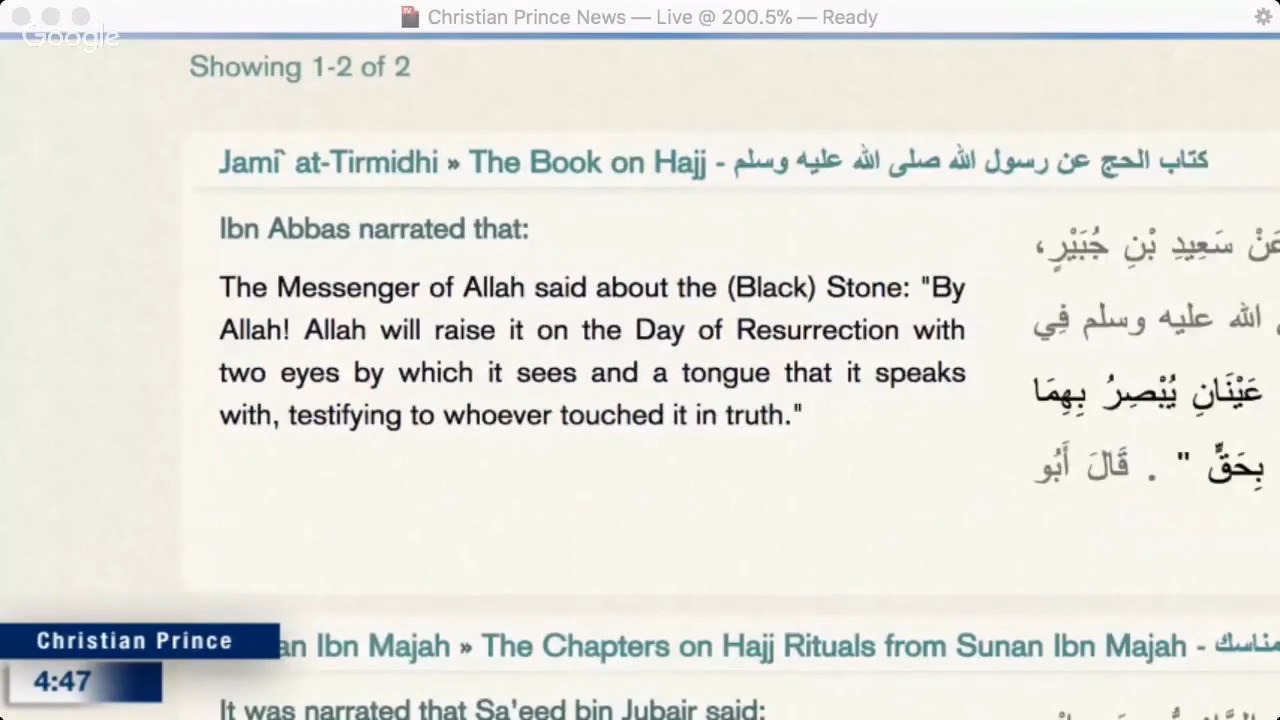 Christian Prince News — Live @ 200.5% — Ready
Google
Showing 1-2 of 2
Jami` at-Tirmidhi » The Book on Hajj - كتاب الحج عن رسول الله صلى الله عليه وسلم
Ibn Abbas narrated that:
عَنْ سَعِيدِ بْنِ جُبَيْرٍ،
The Messenger of Allah said about the (Black) Stone: "By
Allah! Allah will raise it on the Day of Resurrection with
الله عليه وسلم فِي
two eyes by which it sees and a tongue that it speaks
عَيْنَانِ يُبْصِرُ بِهِمَا
with, testifying to whoever touched it in truth."
بِحَقٍّ " . قَالَ أَبُو
Christian Prince
an Ibn Majah » The Chapters on Hajj Rituals from Sunan Ibn Majah - مناسك
4:47
It was narrated that Sa'eed bin Jubair said: